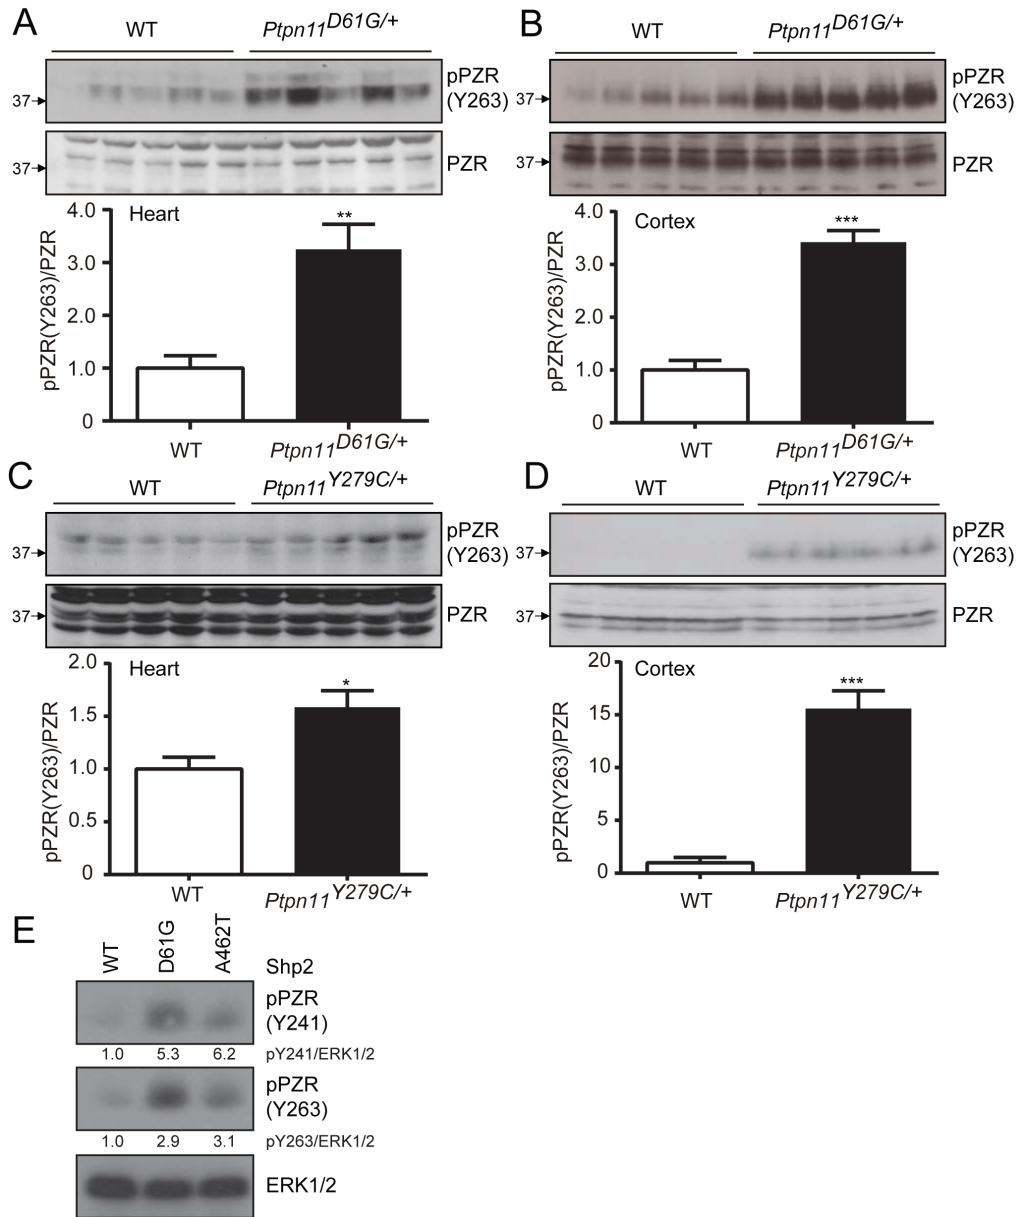 A
WT
Ptpn11D61G/+
37
pPZR
(Y263)
37
PZR
Heart
pPZR(Y263)/PZR
4.0
3.0
2.0
1.0
0
**
WT
Ptpn11D61G/+
B
WT
Ptpn11D61G/+
37
pPZR
(Y263)
37
PZR
Cortex
pPZR(Y263)/PZR
4.0
3.0
2.0
1.0
0
***
WT
Ptpn11D61G/+
C
WT
Ptpn11Y279C/+
37
pPZR
(Y263)
37
PZR
Heart
pPZR(Y263)/PZR
2.0
1.5
1.0
0.5
0
*
WT
Ptpn11Y279C/+
D
WT
Ptpn11Y279C/+
37
pPZR
(Y263)
37
PZR
Cortex
pPZR(Y263)/PZR
20
15
10
5
0
***
WT
Ptpn11Y279C/+
E
WT
D61G
A462T
Shp2
pPZR
(Y241)
1.0 5.3 6.2 pY241/ERK1/2
pPZR
(Y263)
1.0 2.9 3.1 pY263/ERK1/2
ERK1/2